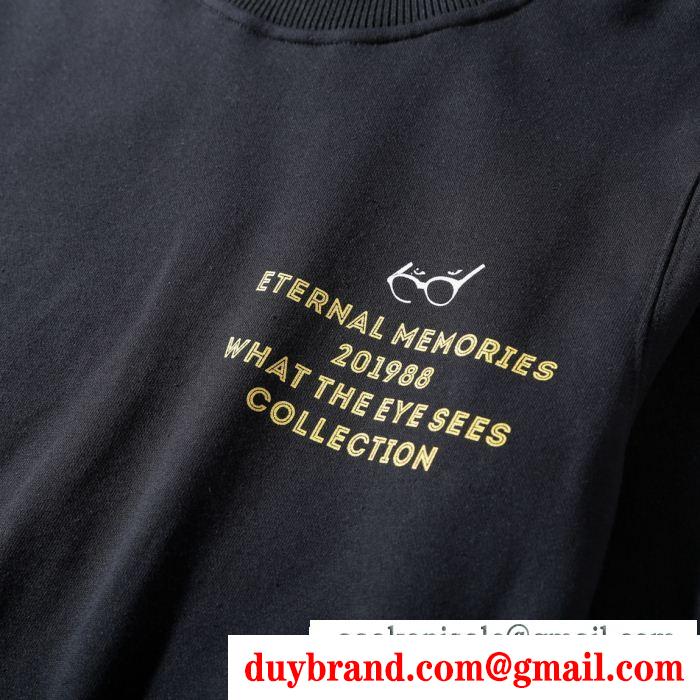 ETERNAL MEMORIES
201988
WHAT THE EYE SEES
COLLECTION
duybrand.com@gmail.com